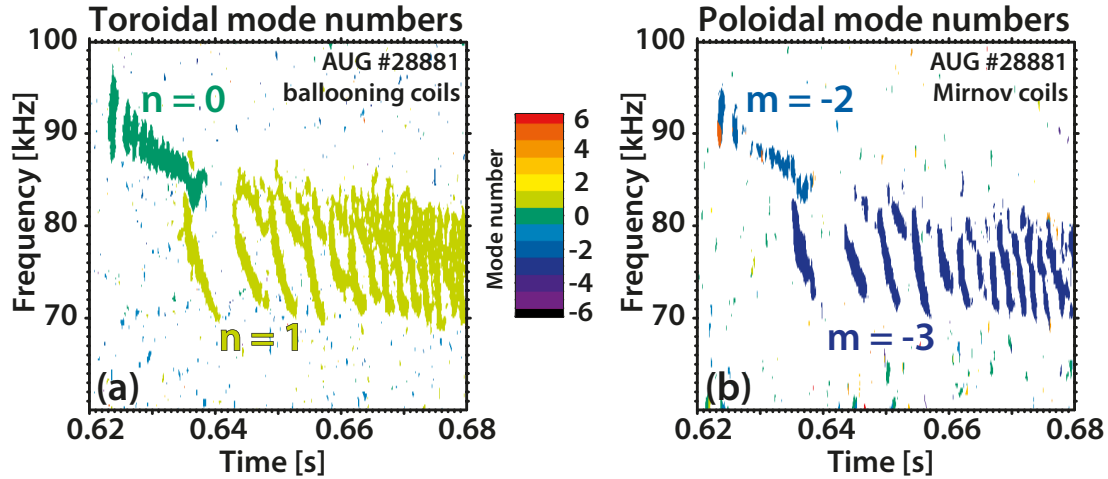 Toroidal mode numbers
Poloidal mode numbers
100
90
80
70
Frequency [kHz]
AUG #28881
ballooning coils
n = 0
n = 1
(a)
0.62
0.64
0.66
0.68
Time [s]
6
4
2
0
-2
-4
-6
Mode number
100
90
80
70
Frequency [kHz]
AUG #28881
Mirnov coils
m = -2
m = -3
(b)
0.62
0.64
0.66
0.68
Time [s]